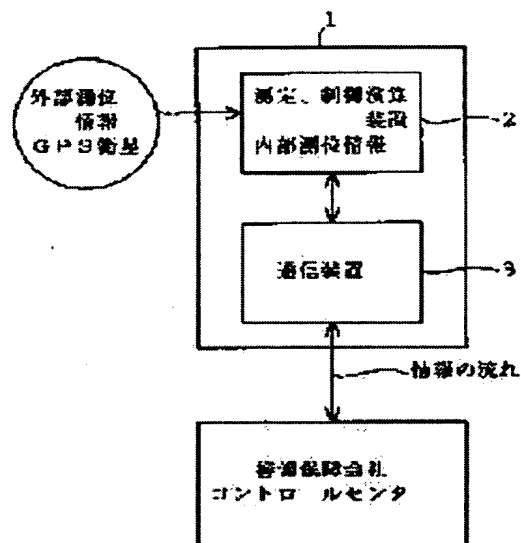 1
外部測位
情報
GPS衛星
測定、制御演算
装置
内部測位情報
2
通信装置
3
情報の流れ
保障会社
コントロールセンタ